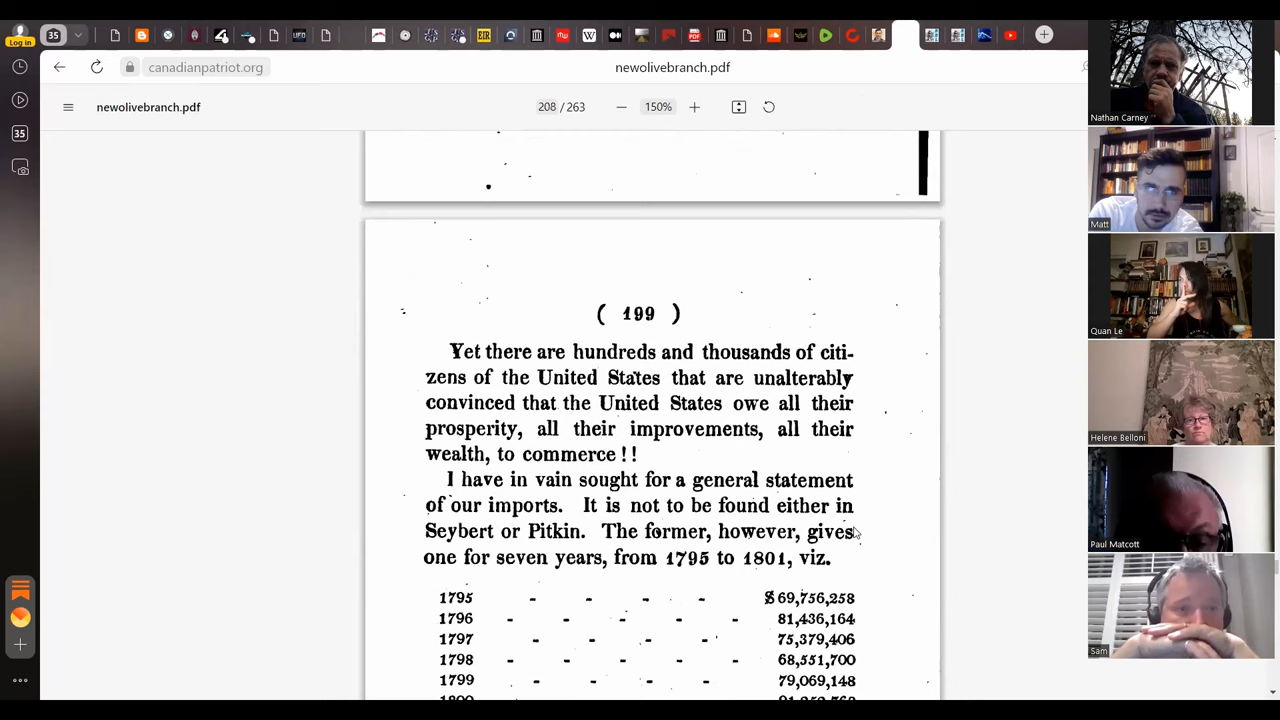 Log in
35
canadianpatriot.org
newolivebranch.pdf
newolivebranch.pdf
208 / 263
150%
35
( 199 )
Yet there are hundreds and thousands of citi-
zens of the United States that are unalterably
convinced that the United States owe all their
prosperity, all their improvements, all their
wealth, to commerce !!
I have in vain sought for a general statement
of our imports. It is not to be found either in
Seybert or Pitkin. The former, however, gives
one for seven years, from 1795 to 1801, viz.
1795 - - - - $ 69,756,258
1796 - - - - - 81,436,164
1797 - - - - 75,379,406
1798 - - - - - 68,551,700
1799 - - - - 79,069,148
Nathan Carney
Matt
Quan Le
Helene Belloni
Paul Matcott
Sam